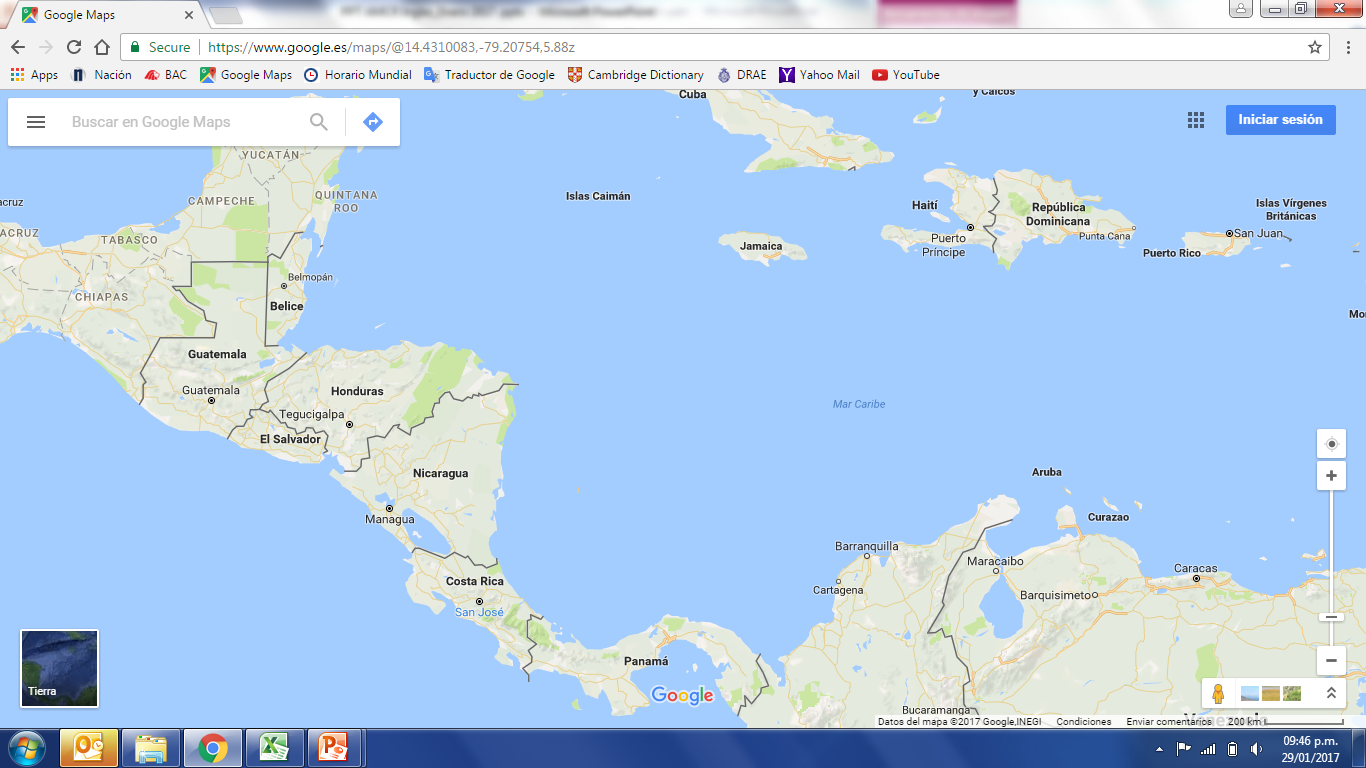 Google Maps
Secure
https://www.google.es/maps/@14.4310083,-79.20754,5.88z
Apps
Nación
BAC
Google Maps
Horario Mundial
Traductor de Google
Cambridge Dictionary
DRAE
Yahoo Mail
YouTube
Buscar en Google Maps
Iniciar sesión
Cuba
y Caicos
YUCATÁN
CAMPECHE
QUINTANA
ROO
Islas Caimán
acruz
Haití
República
Dominicana
Islas Vírgenes
Británicas
ACRUZ
TABASCO
Jamaica
Puerto
Príncipe
Punta Cana
San Juan
Puerto Rico
Belmopán
CHIAPAS
Belice
Mo
Guatemala
Guatemala
Honduras
Mar Caribe
Tegucigalpa
El Salvador
Nicaragua
Aruba
Managua
Curazao
Barranquilla
Maracaibo
Caracas
Costa Rica
Cartagena
Barquisimeto
San José
Panamá
Tierra
Google
Bucaramanga
Datos del mapa ©2017 Google, INEGI
Condiciones
Enviar comentarios
200 km
09:46 p.m.
29/01/2017